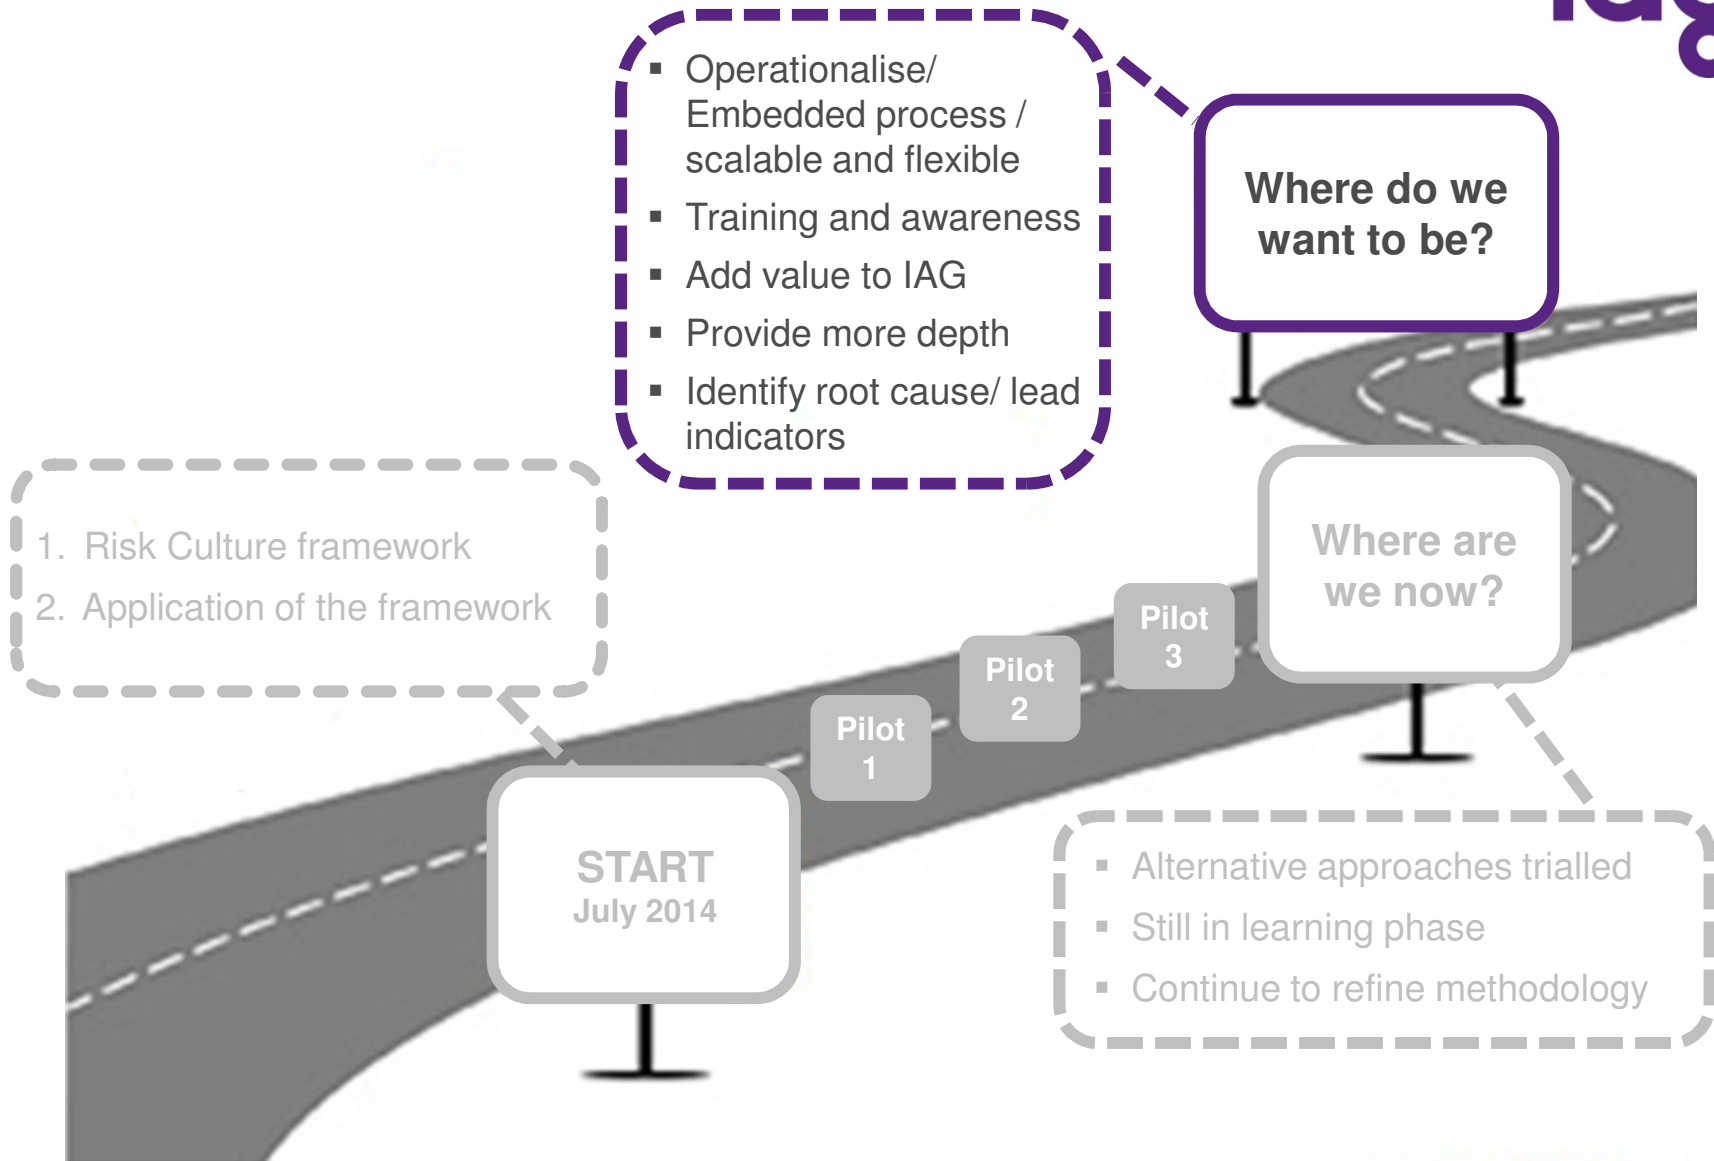 Operationalise/
Embedded process /
scalable and flexible
Training and awareness
Add value to IAG
Provide more depth
Identify root cause/ lead
indicators
Where do we
want to be?
1. Risk Culture framework
2. Application of the framework
Where are
we now?
Pilot
3
Pilot
2
Pilot
1
START
July 2014
Alternative approaches trialled
Still in learning phase
Continue to refine methodology